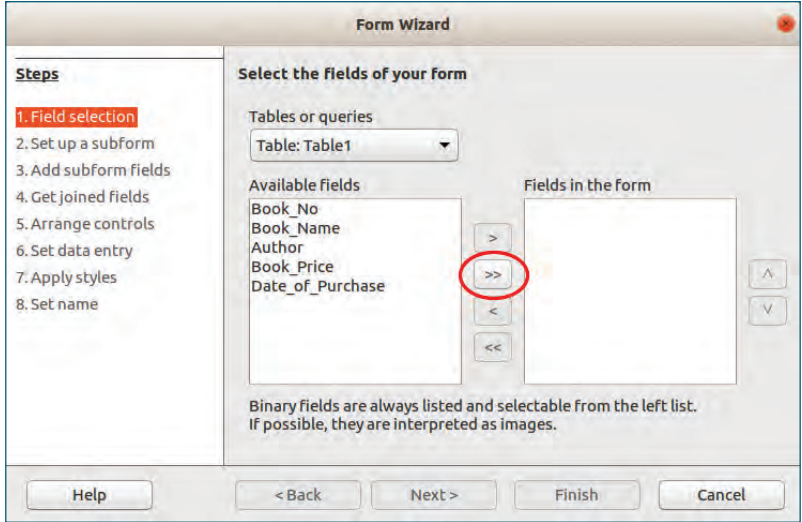 Form Wizard
Steps
1. Field selection
2. Set up a subform
3. Add subform fields
4. Get joined fields
5. Arrange controls
6. Set data entry
7. Apply styles
8. Set name
Select the fields of your form
Tables or queries
Table: Table1
Available fields
Book_No
Book_Name
Author
Book_Price
Date_of_Purchase
>
>>
<
<<
Fields in the form
Binary fields are always listed and selectable from the left list.
If possible, they are interpreted as images.
Help
< Back
Next >
Finish
Cancel